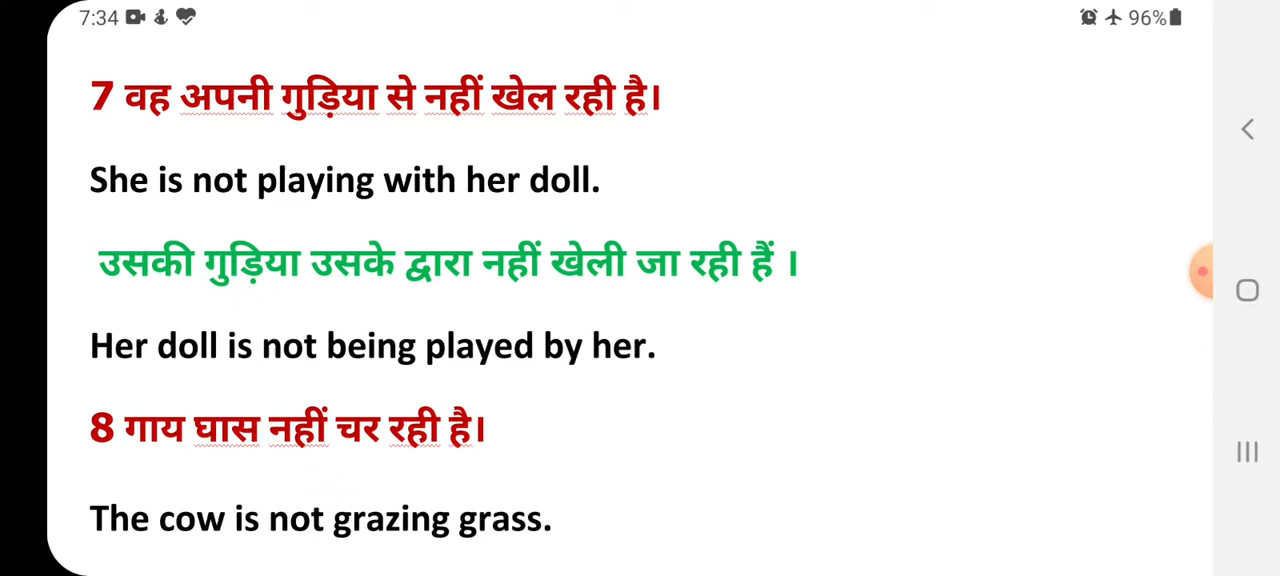 7:34 96%
7 वह अपनी गुड़िया से नहीं खेल रही है।
She is not playing with her doll.
उसकी गुड़िया उसके द्वारा नहीं खेली जा रही हैं ।
Her doll is not being played by her.
8 गाय घास नहीं चर रही है।
The cow is not grazing grass.